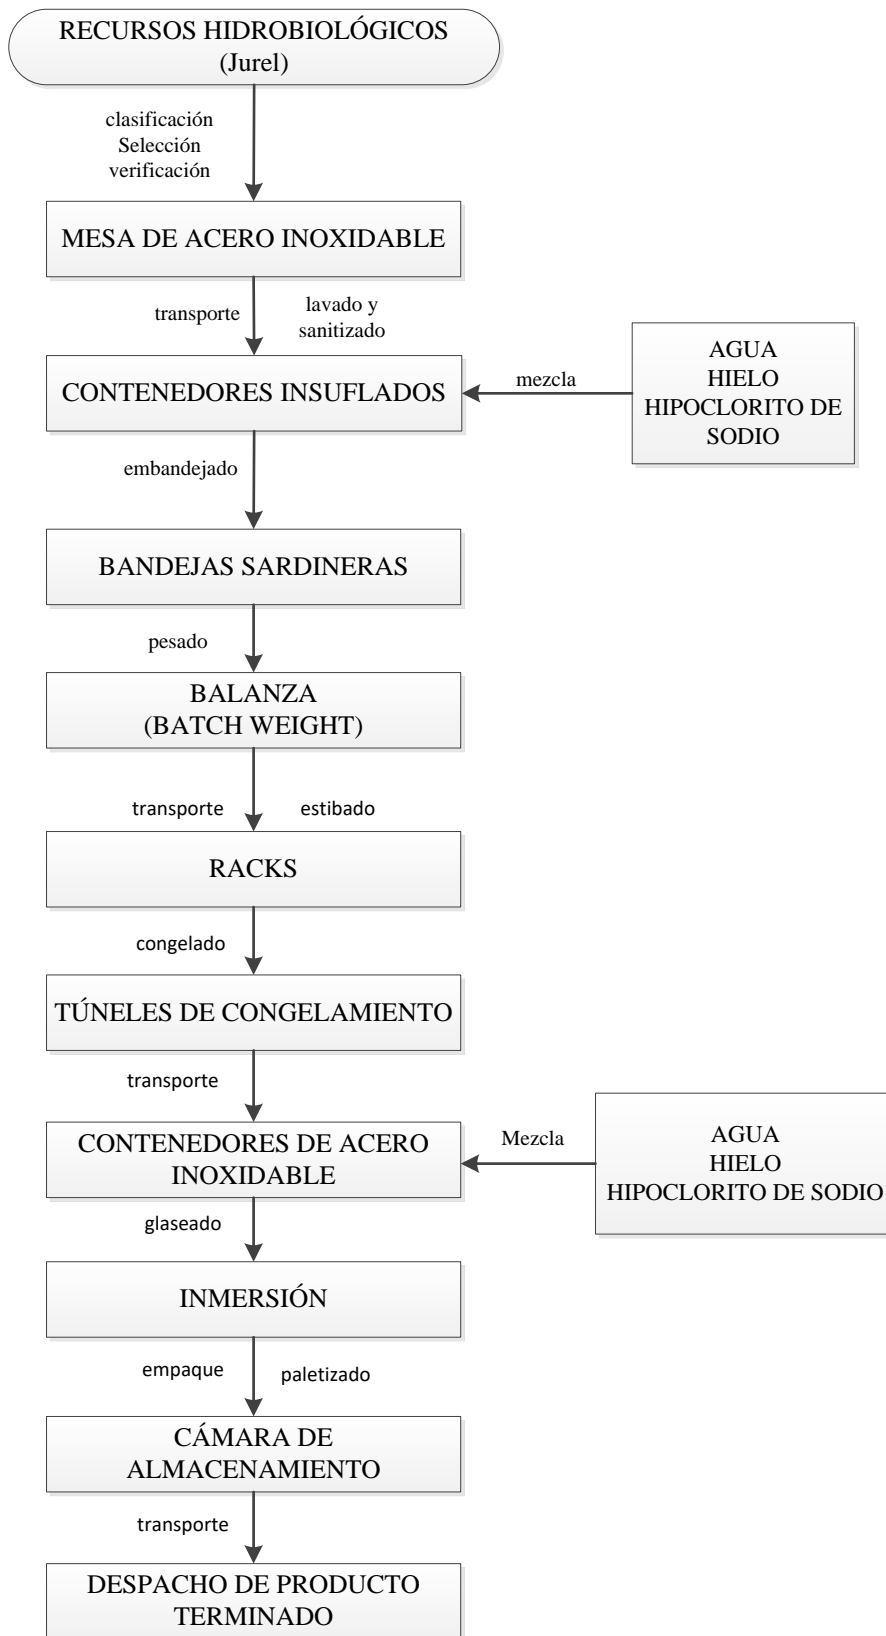 RECURSOS HIDROBIOLÓGICOS
(Jurel)
clasificación
Selección
verificación
MESA DE ACERO INOXIDABLE
transporte
lavado y
sanitizado
CONTENEDORES INSUFLADOS
mezcla
AGUA
HIELO
HIPOCLORITO DE
SODIO
embandejado
BANDEJAS SARDINERAS
pesado
BALANZA
(BATCH WEIGHT)
transporte
estibado
RACKS
congelado
TÚNELES DE CONGELAMIENTO
transporte
CONTENEDORES DE ACERO
INOXIDABLE
Mezcla
AGUA
HIELO
HIPOCLORITO DE SODIO
glaseado
INMERSIÓN
empaque
paletizado
CÁMARA DE
ALMACENAMIENTO
transporte
DESPACHO DE PRODUCTO
TERMINADO